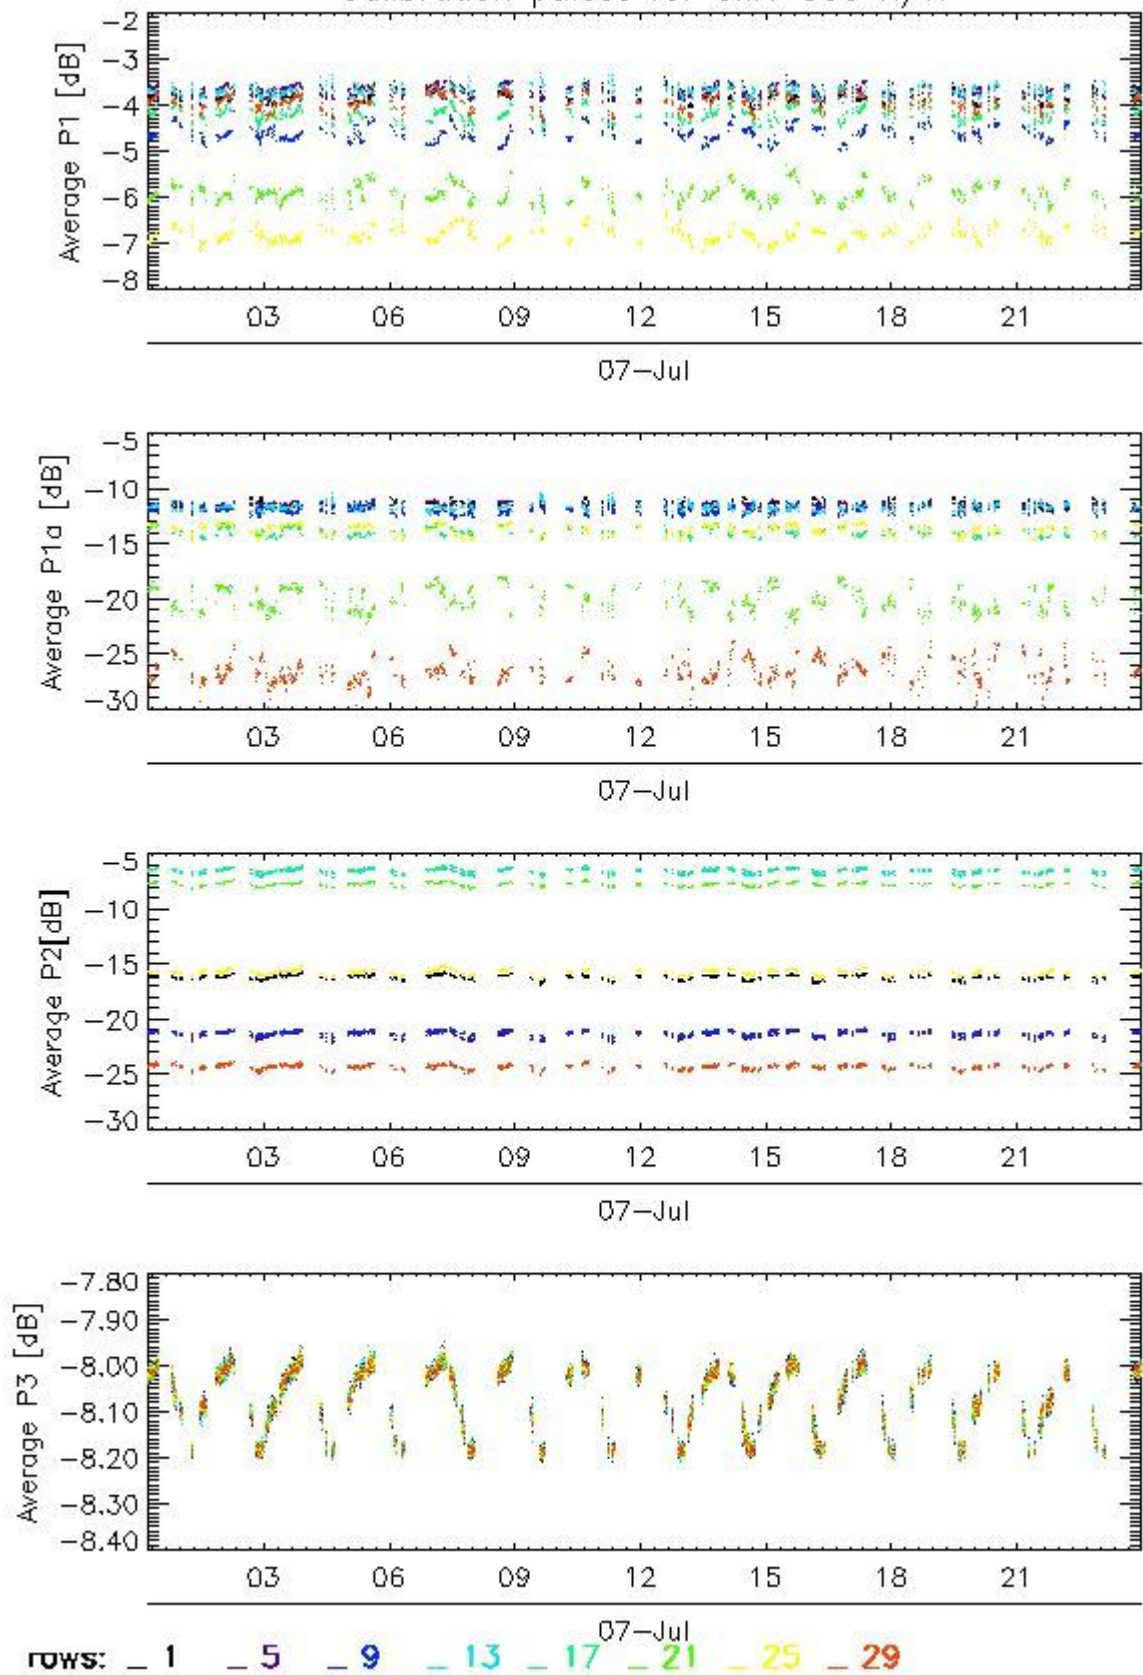 -2
-3
-4
-5
-6
-7
-8
Average P1 [dB]
03 06 09 12 15 18 21
07-Jul
-5
-10
-15
-20
-25
-30
Average P1a [dB]
03 06 09 12 15 18 21
07-Jul
-5
-10
-15
-20
-25
-30
Average P2[dB]
03 06 09 12 15 18 21
07-Jul
-7.80
-7.90
-8.00
-8.10
-8.20
-8.30
-8.40
Average P3 [dB]
03 06 09 12 15 18 21
07-Jul
rows: _ 1 _ 5 _ 9 _ 13 _ 17 _ 21 _ 25 _ 29